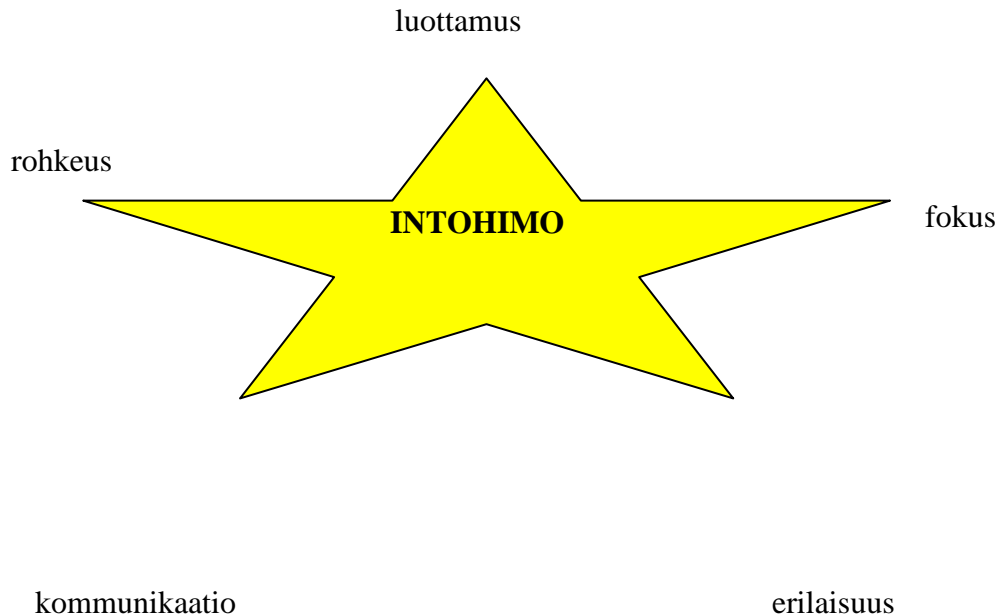 luottamus
rohkeus
INTOHIMO
fokus
kommunikaatio
erilaisuus